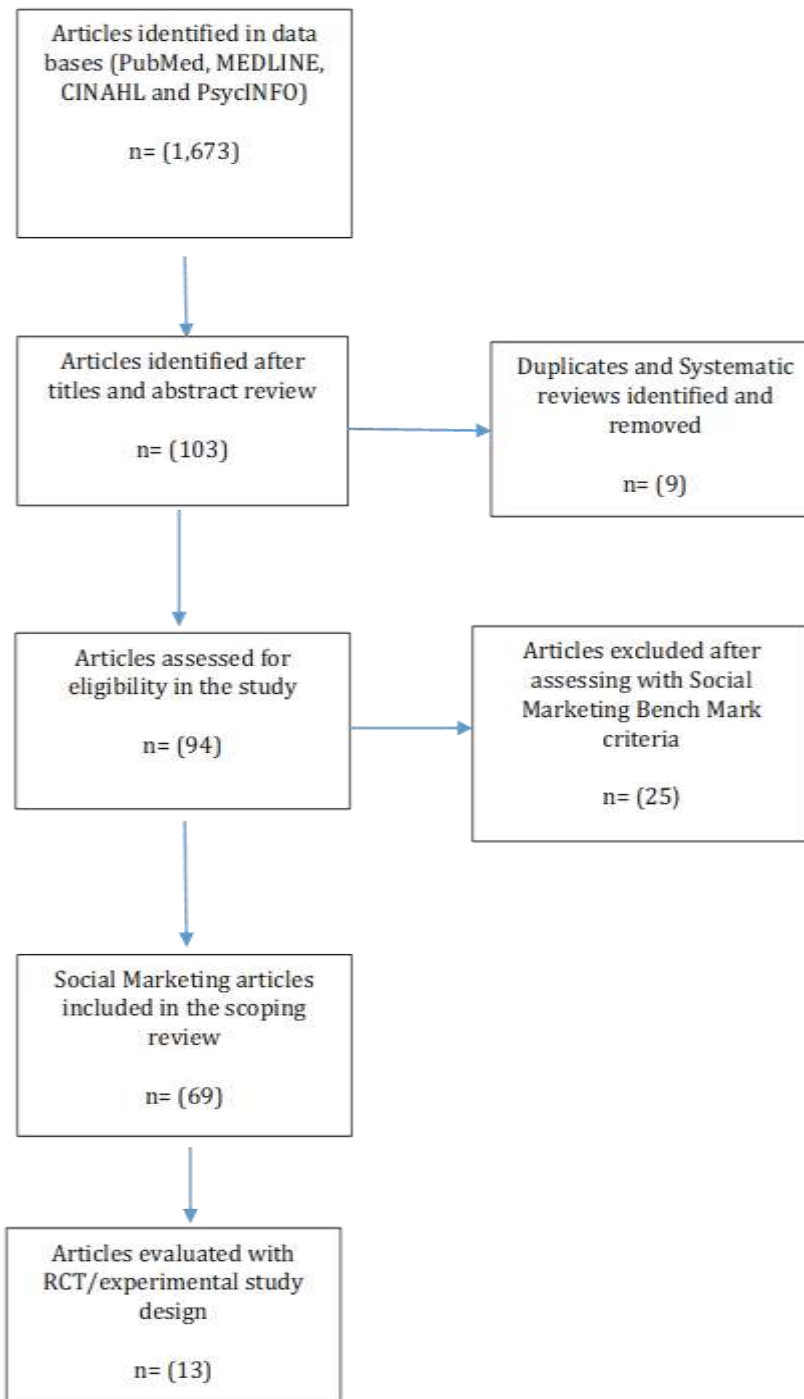 Articles identified in data
bases (PubMed, MEDLINE,
CINAHL and PsycINFO)
n= (1,673)
Articles identified after
titles and abstract review
n= (103)
Duplicates and Systematic
reviews identified and
removed
n= (9)
Articles assessed for
eligibility in the study
n= (94)
Articles excluded after
assessing with Social
Marketing Bench Mark
criteria
n= (25)
Social Marketing articles
included in the scoping
review
n= (69)
Articles evaluated with
RCT/experimental study
design
n= (13)